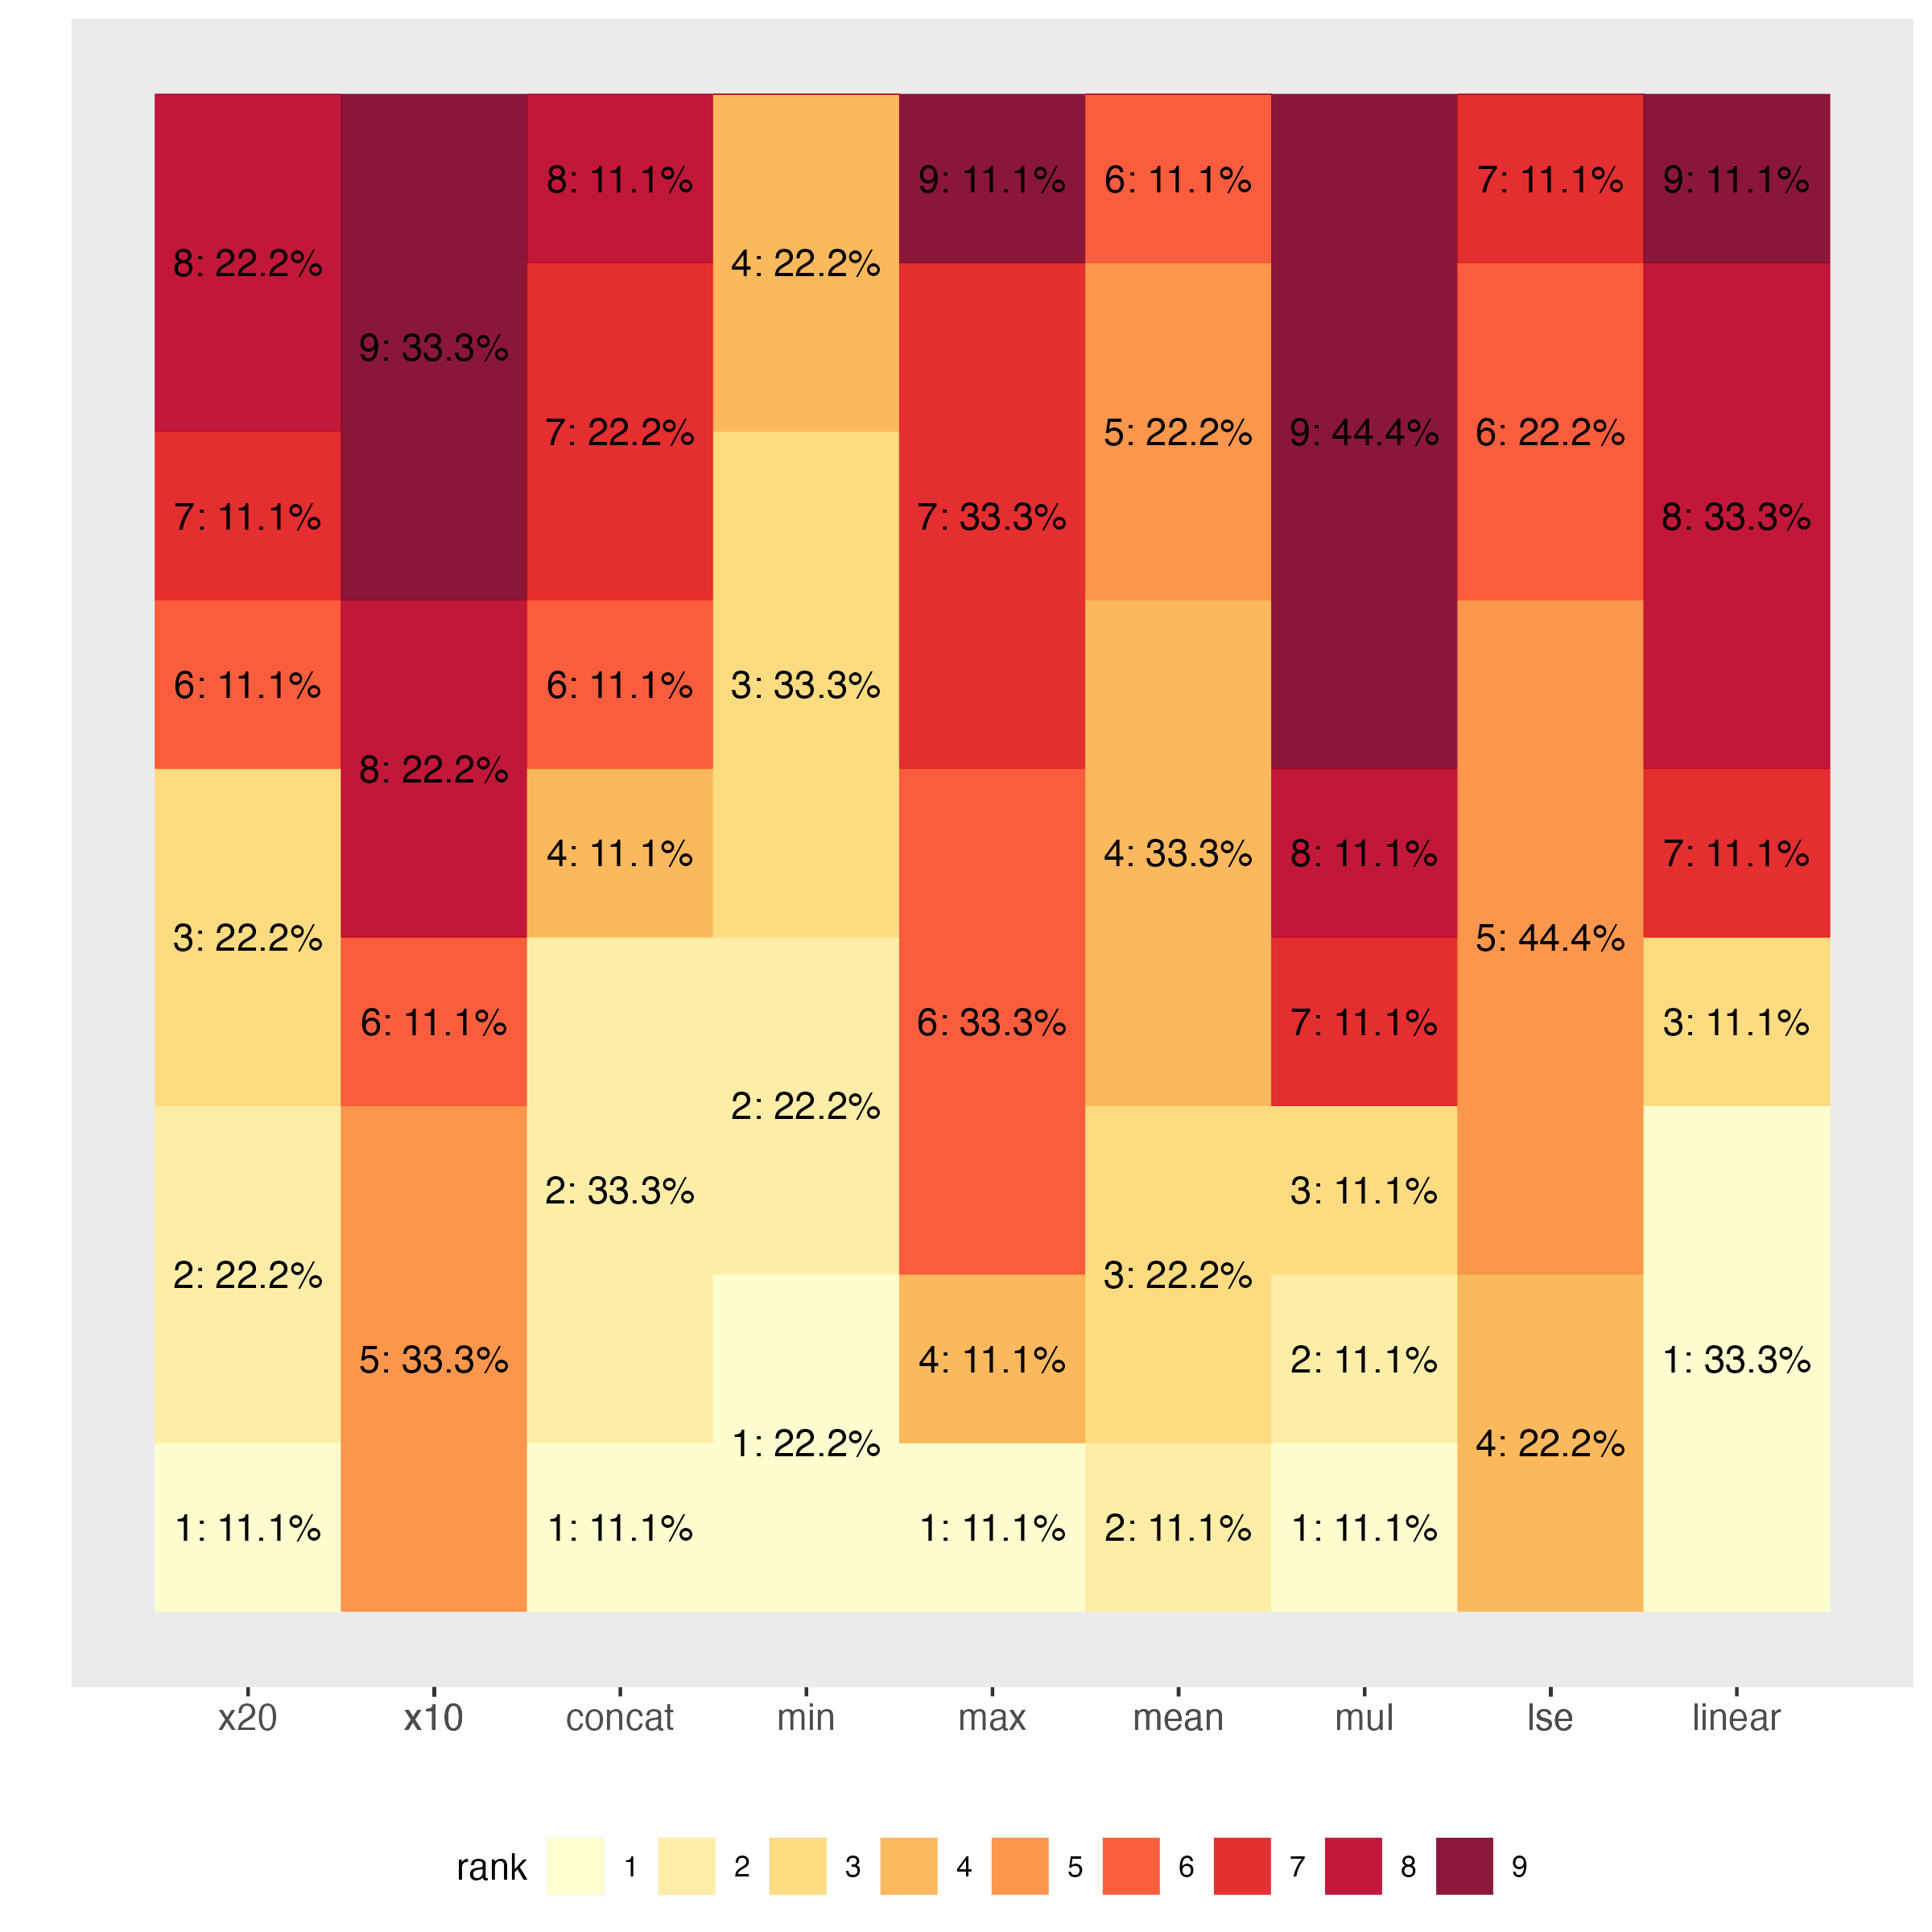 8: 11.1% 9: 11.1% 6: 11.1% 7: 11.1% 9: 11.1%
8: 22.2% 4: 22.2%
9: 33.3%
7: 22.2% 5: 22.2% 9: 44.4% 6: 22.2%
7: 11.1% 7: 33.3% 8: 33.3%
6: 11.1% 6: 11.1% 3: 33.3%
8: 22.2%
4: 11.1% 4: 33.3% 8: 11.1% 7: 11.1%
3: 22.2% 5: 44.4%
6: 11.1% 6: 33.3% 7: 11.1% 3: 11.1%
2: 22.2%
2: 33.3% 3: 11.1%
2: 22.2% 3: 22.2%
5: 33.3% 4: 11.1% 2: 11.1% 1: 33.3%
1: 22.2% 4: 22.2%
1: 11.1% 1: 11.1% 1: 11.1% 2: 11.1% 1: 11.1%
x20 x10 concat min max mean mul lse linear
rank 1 2 3 4 5 6 7 8 9